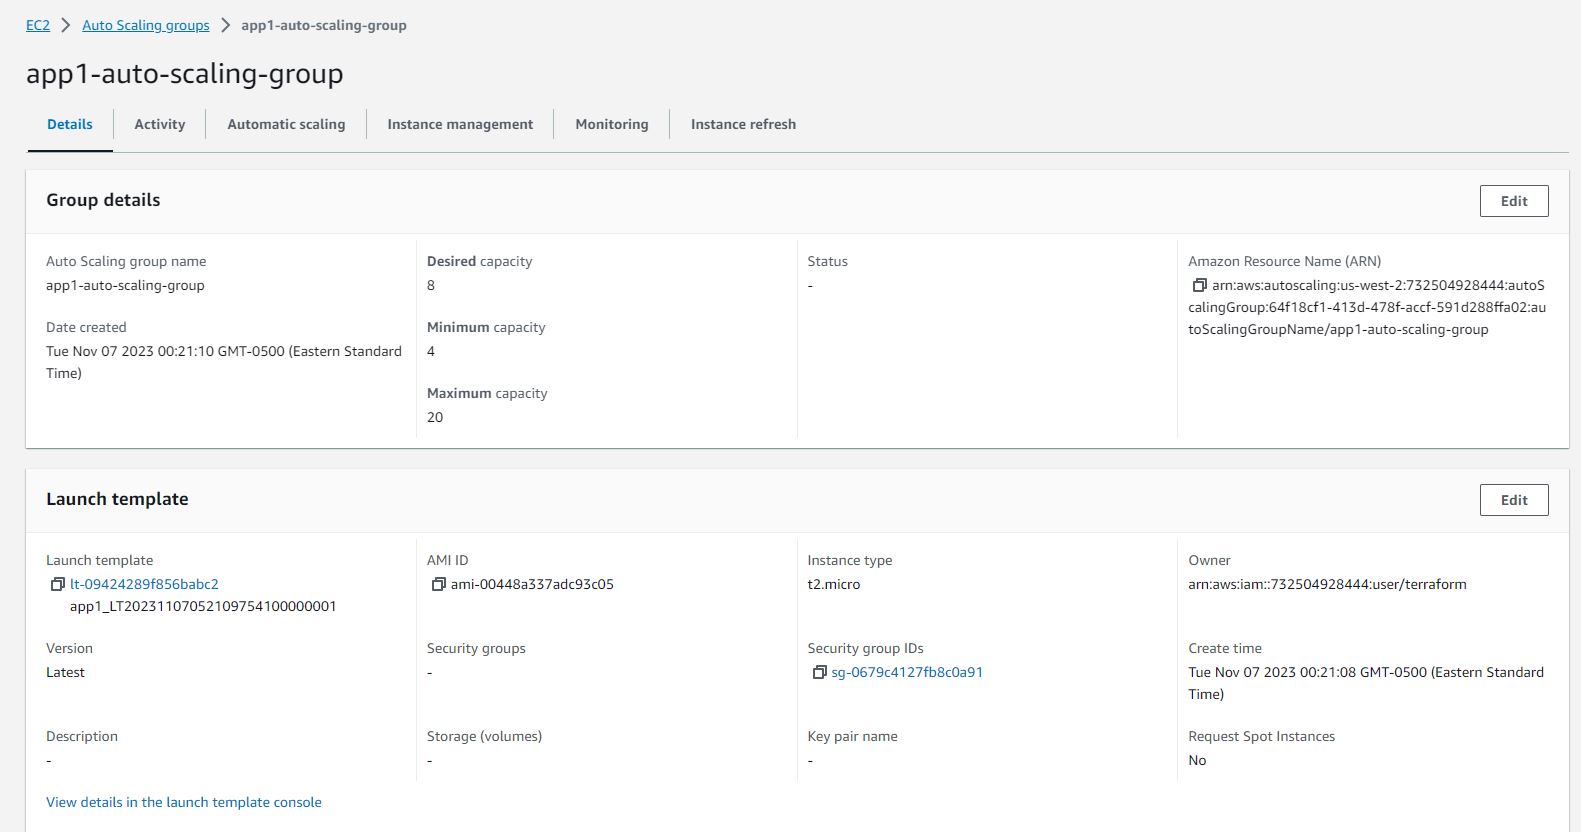 EC2 > Auto Scaling groups > app1-auto-scaling-group
app1-auto-scaling-group
Details
Activity
Automatic scaling
Instance management
Monitoring
Instance refresh
Group details
Edit
Auto Scaling group name
app1-auto-scaling-group
Date created
Tue Nov 07 2023 00:21:10 GMT-0500 (Eastern Standard
Time)
Desired capacity
8
Minimum capacity
4
Maximum capacity
20
Status
-
Amazon Resource Name (ARN)
arn:aws:autoscaling:us-west-2:732504928444:autoS
calingGroup:64f18cf1-413d-478f-accf-591d288ffa02:au
toScalingGroupName/app1-auto-scaling-group
Launch template
Edit
Launch template
lt-09424289f856babc2
app1_LT20231107052109754100000001
AMI ID
ami-00448a337adc93c05
Instance type
t2.micro
Owner
arn:aws:iam::732504928444:user/terraform
Version
Latest
Security groups
-
Security group IDs
sg-0679c4127fb8c0a91
Create time
Tue Nov 07 2023 00:21:08 GMT-0500 (Eastern Standard
Time)
Description
-
Storage (volumes)
-
Key pair name
-
Request Spot Instances
No
View details in the launch template console